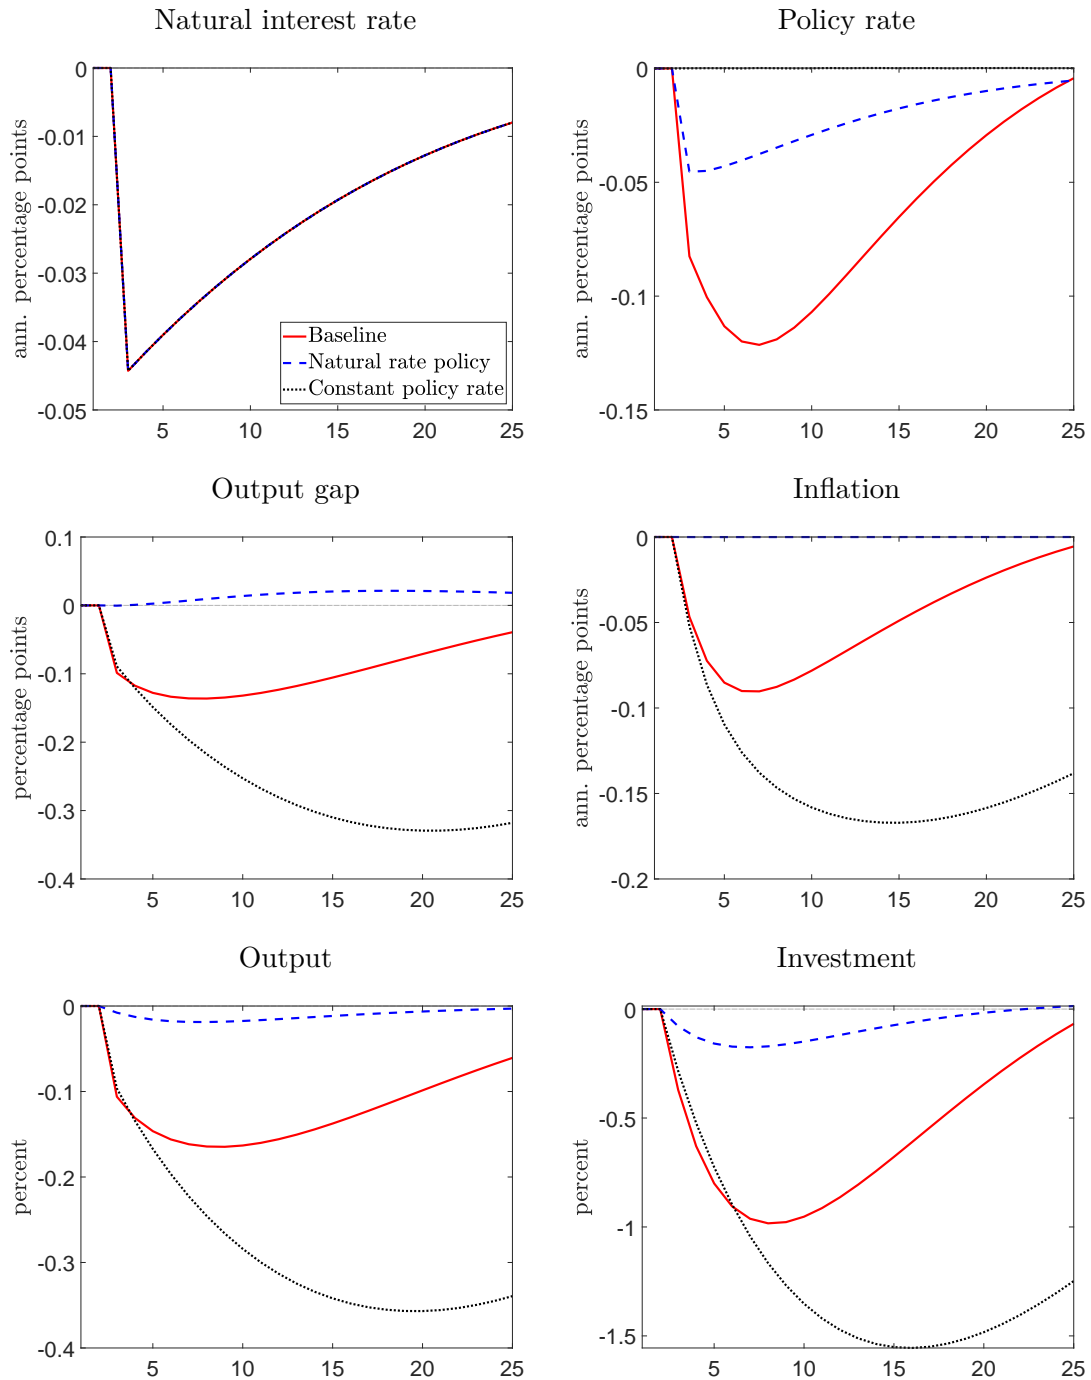 Natural interest rate
ann. percentage points
0
-0.01
-0.02
-0.03
-0.04
-0.05
5 10 15 20 25
Baseline
Natural rate policy
Constant policy rate
Policy rate
ann. percentage points
0
-0.05
-0.1
-0.15
5 10 15 20 25
Output gap
percentage points
0.1
0
-0.1
-0.2
-0.3
-0.4
5 10 15 20 25
Inflation
ann. percentage points
0
-0.05
-0.1
-0.15
-0.2
5 10 15 20 25
Output
percent
0
-0.1
-0.2
-0.3
-0.4
5 10 15 20 25
Investment
percent
0
-0.5
-1
-1.5
5 10 15 20 25